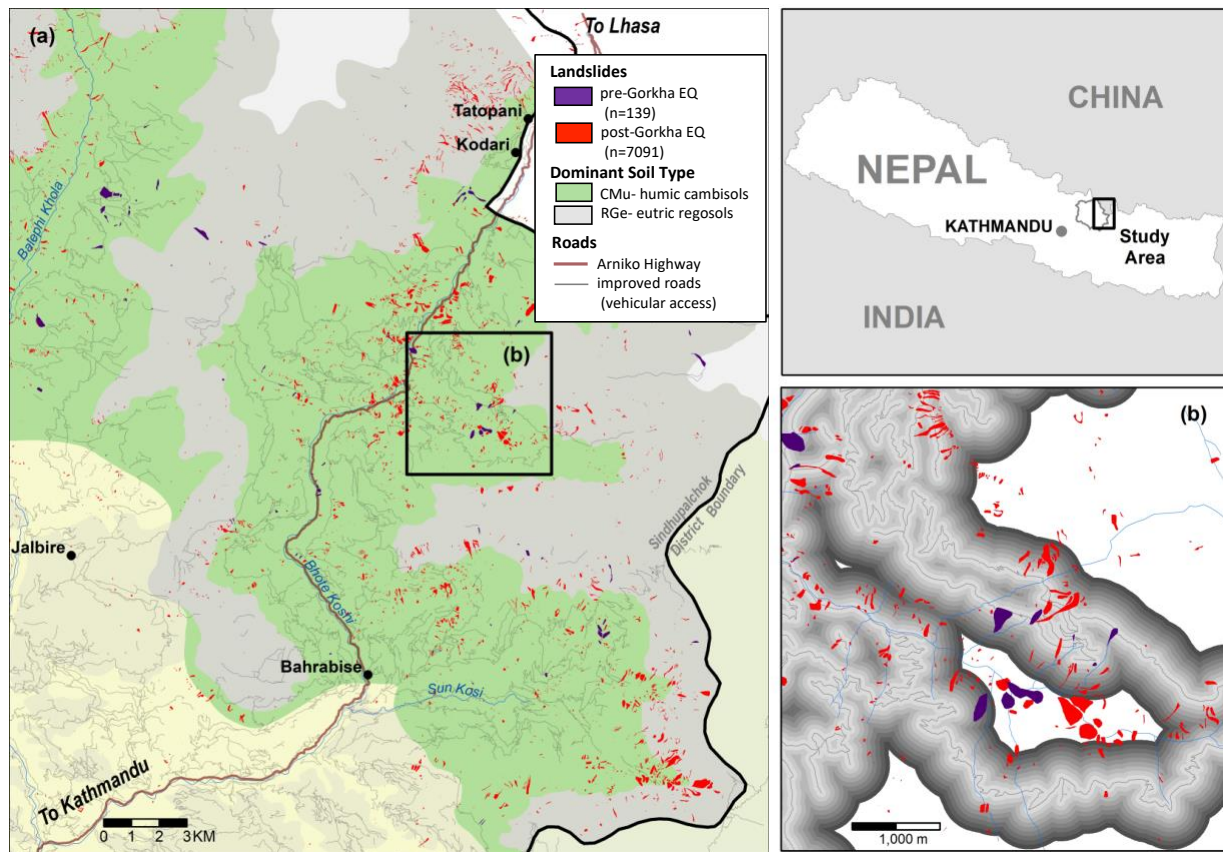 (a)
To Lhasa
Landslides
pre-Gorkha EQ
(n=139)
post-Gorkha EQ
(n=7091)
Dominant Soil Type
CMu- humic cambisols
RGe- eutric regosols
Roads
Arniko Highway
improved roads
(vehicular access)
Tatopani
Kodari
Balephi Khola
(b)
Sindhupalchok
District Boundary
Jalbire
Bhote Koshi
Bahrabise
Sun Kosi
To Kathmandu
0 1 2 3KM
CHINA
NEPAL
KATHMANDU
Study
Area
INDIA
(b)
1,000 m